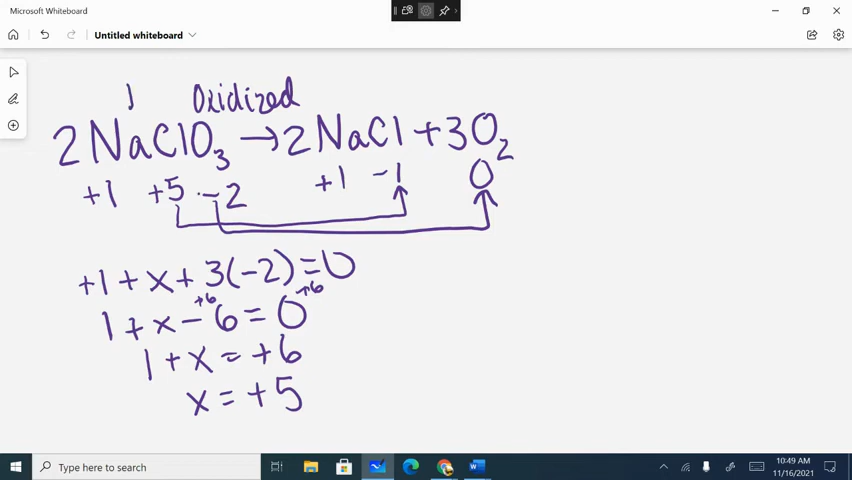 Microsoft Whiteboard
Untitled whiteboard
Oxidized
2NaClO3 → 2NaCl + 3O2
+1 +5 -2 +1 -1 0
+1 + x + 3(-2) = 0
+6 +6
1 + x - 6 = 0
1 + x = +6
x = +5
Type here to search
10:49 AM
11/16/2021